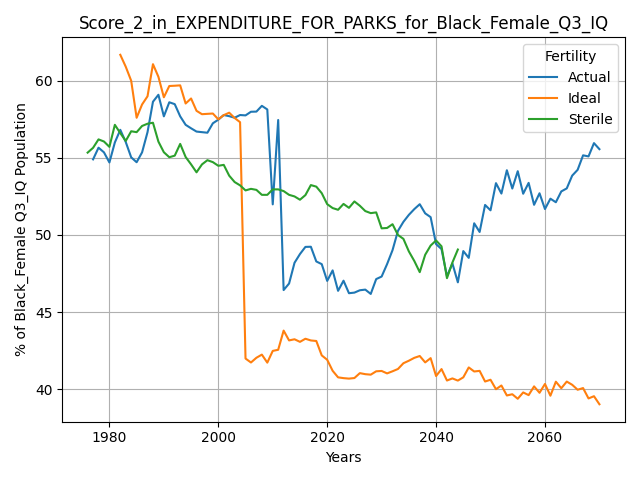 Score_2_in_EXPENDITURE_FOR_PARKS_for_Black_Female_Q3_IQ
Fertility
Actual
Ideal
Sterile
% of Black_Female Q3_IQ Population
60
55
50
45
40
1980
2000
2020
2040
2060
Years